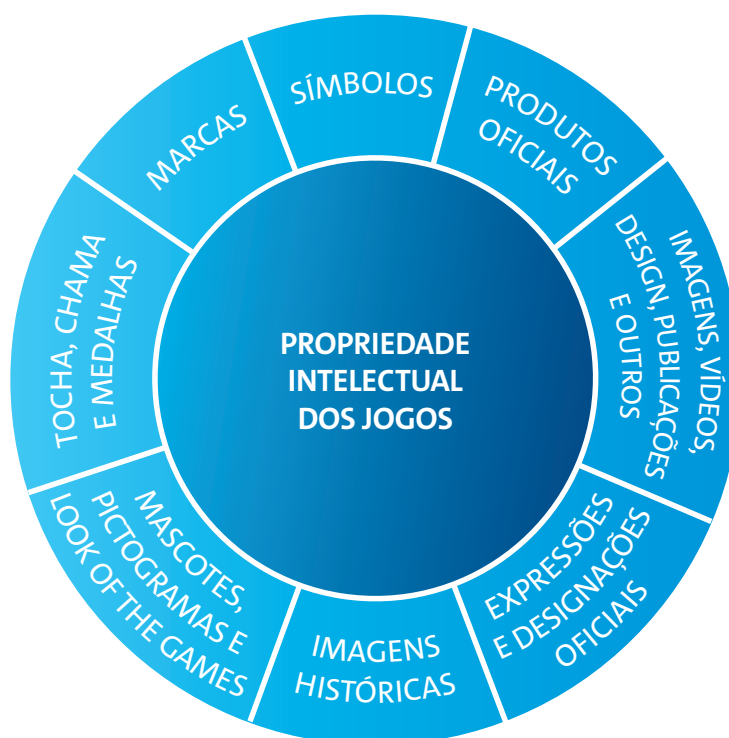 SÍMBOLOS
PRODUTOS
OFICIAIS
IMAGENS, VÍDEOS,
DESIGN, PUBLICAÇÕES
E OUTROS
EXPRESSÕES
E DESIGNAÇÕES
OFICIAIS
IMAGENS
HISTÓRICAS
MASCOTES,
PICTOGRAMAS E
LOOK OF THE GAMES
TOCHA, CHAMA
E MEDALHAS
MARCAS
PROPRIEDADE
INTELECTUAL
DOS JOGOS